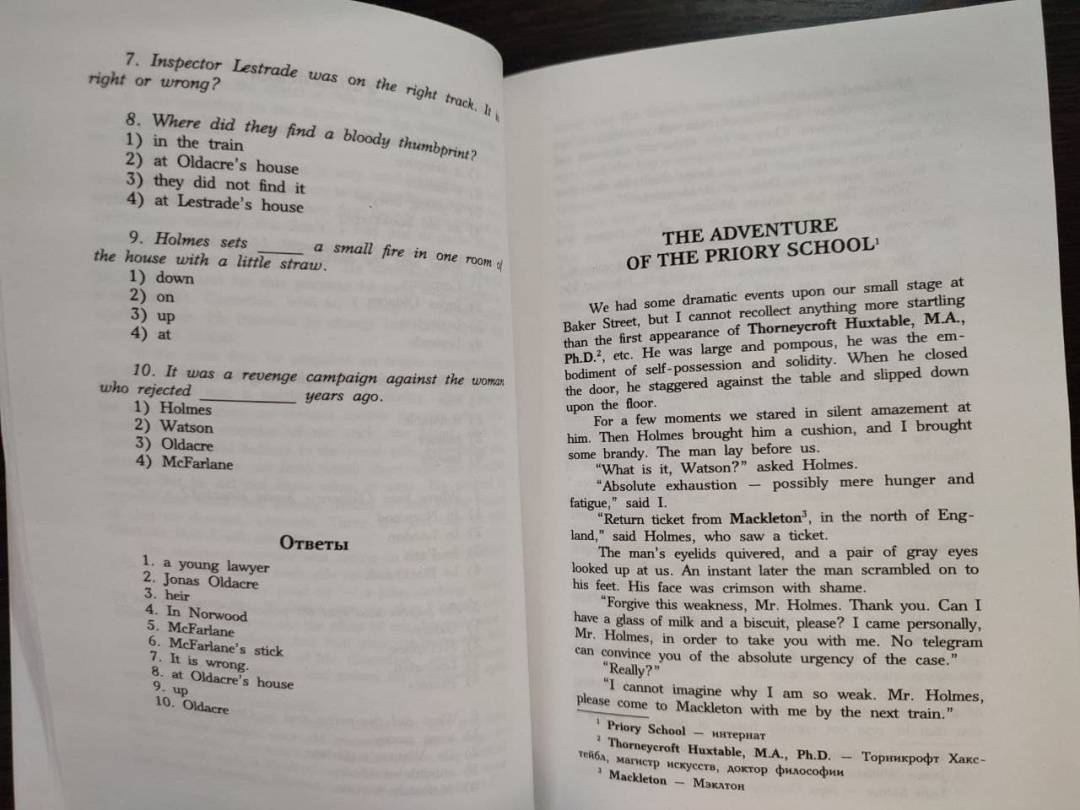 7. Inspector Lestrade was on the right track. It
right or wrong?
8. Where did they find a bloody thumbprint?
1) in the train
2) at Oldacre's house
3) they did not find it
4) at Lestrade's house
9. Holmes sets ______ a small fire in one room of
the house with a little straw.
1) down
2) on
3) up
4) at
10. It was a revenge campaign against the woman
who rejected ____________ years ago.
1) Holmes
2) Watson
3) Oldacre
4) McFarlane
Ответы
1. a young lawyer
2. Jonas Oldacre
3. heir
4. In Norwood
5. McFarlane
6. McFarlane's stick
7. It is wrong.
8. at Oldacre's house
9. up
10. Oldacre
THE ADVENTURE
OF THE PRIORY SCHOOL¹
We had some dramatic events upon our small stage at
Baker Street, but I cannot recollect anything more startling
than the first appearance of Thorneycroft Huxtable, M.A.,
Ph.D.², etc. He was large and pompous, he was the em-
bodiment of self-possession and solidity. When he closed
the door, he staggered against the table and slipped down
upon the floor.
For a few moments we stared in silent amazement at
him. Then Holmes brought him a cushion, and I brought
some brandy. The man lay before us.
“What is it, Watson?” asked Holmes.
“Absolute exhaustion — possibly mere hunger and
fatigue,” said I.
“Return ticket from Mackleton³, in the north of Eng-
land,” said Holmes, who saw a ticket.
The man's eyelids quivered, and a pair of gray eyes
looked up at us. An instant later the man scrambled on to
his feet. His face was crimson with shame.
“Forgive this weakness, Mr. Holmes. Thank you. Can I
have a glass of milk and a biscuit, please? I came personally,
Mr. Holmes, in order to take you with me. No telegram
can convince you of the absolute urgency of the case.”
“Really?”
“I cannot imagine why I am so weak. Mr. Holmes,
please come to Mackleton with me by the next train.”
¹ Priory School — интернат
² Thorneycroft Huxtable, M.A., Ph.D. — Торникрофт Хакс-
тейбл, магистр искусств, доктор философии
³ Mackleton — Мэклтон